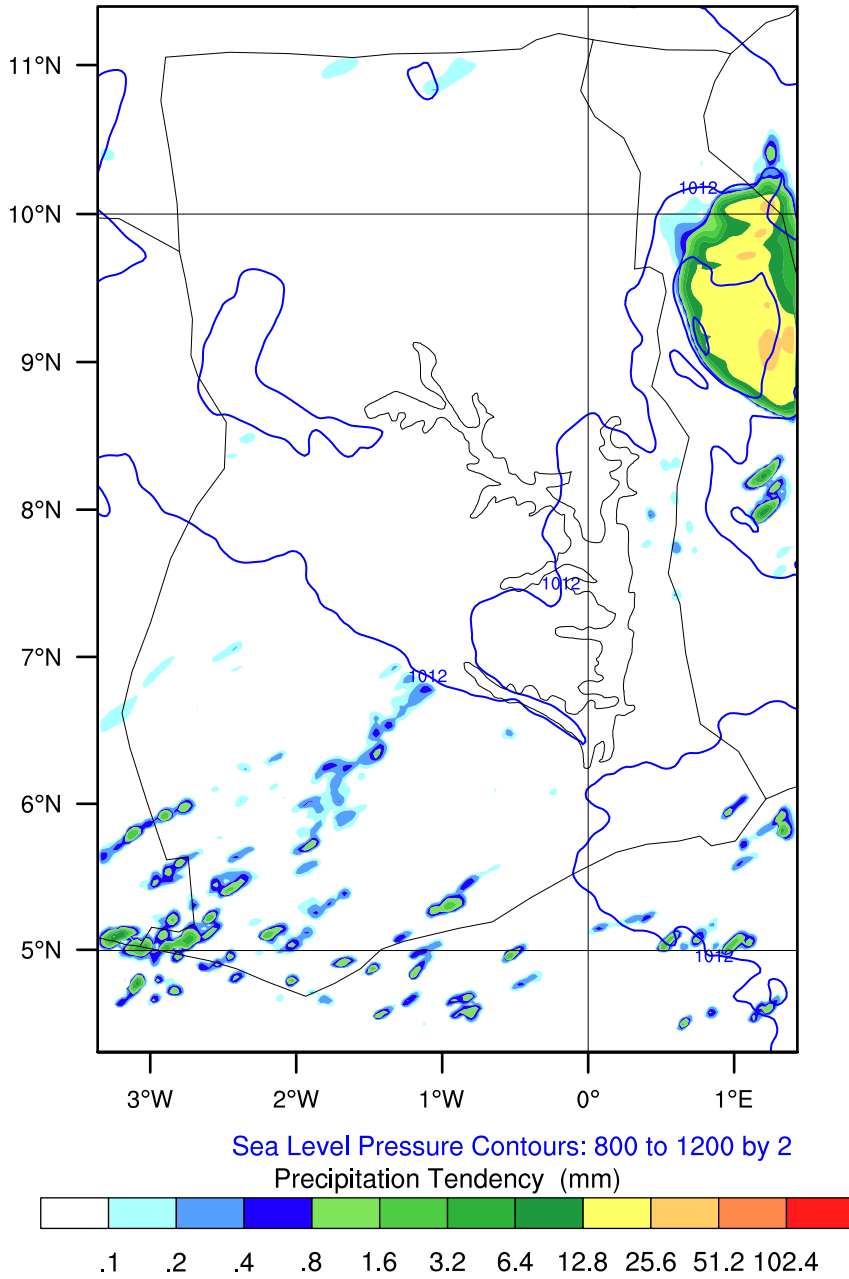 11°N
1012
10°N
9°N
8°N
1012
7°N
1012
6°N
5°N
1012
3°W 2°W 1°W 0° 1°E
Sea Level Pressure Contours: 800 to 1200 by 2
Precipitation Tendency (mm)
.1 .2 .4 .8 1.6 3.2 6.4 12.8 25.6 51.2 102.4